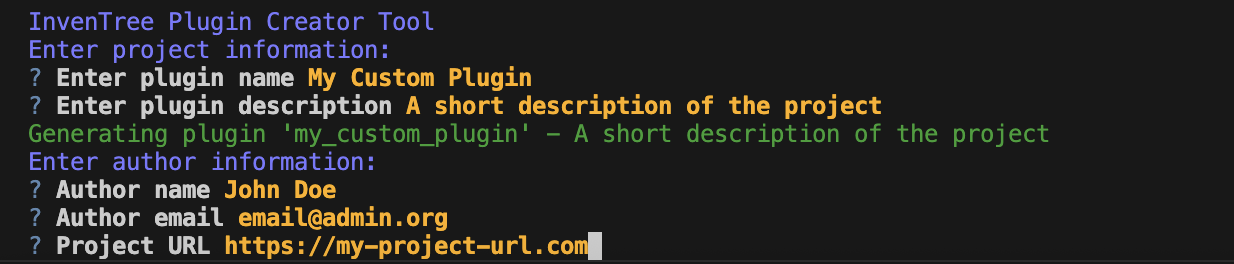 InvenTree Plugin Creator Tool
Enter project information:
? Enter plugin name My Custom Plugin
? Enter plugin description A short description of the project
Generating plugin 'my_custom_plugin' - A short description of the project
Enter author information:
? Author name John Doe
? Author email email@admin.org
? Project URL https://my-project-url.com